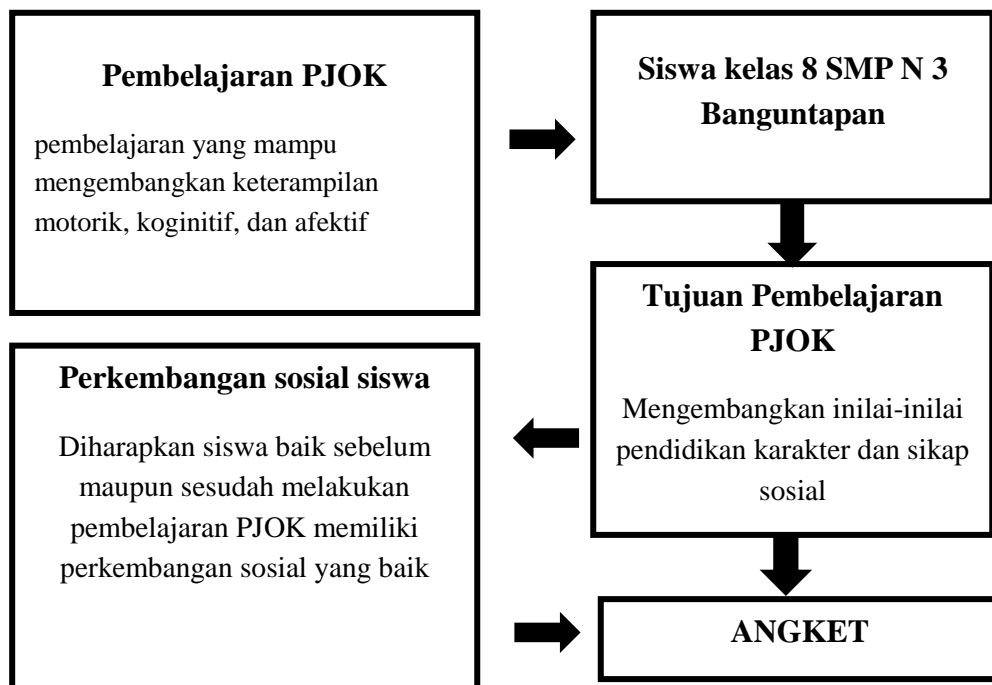 Pembelajaran PJOK
pembelajaran yang mampu
mengembangkan keterampilan
motorik, koginitif, dan afektif
Siswa kelas 8 SMP N 3
Banguntapan
Tujuan Pembelajaran
PJOK
Mengembangkan inilai-inilai
pendidikan karakter dan sikap
sosial
Perkembangan sosial siswa
Diharapkan siswa baik sebelum
maupun sesudah melakukan
pembelajaran PJOK memiliki
perkembangan sosial yang baik
ANGKET